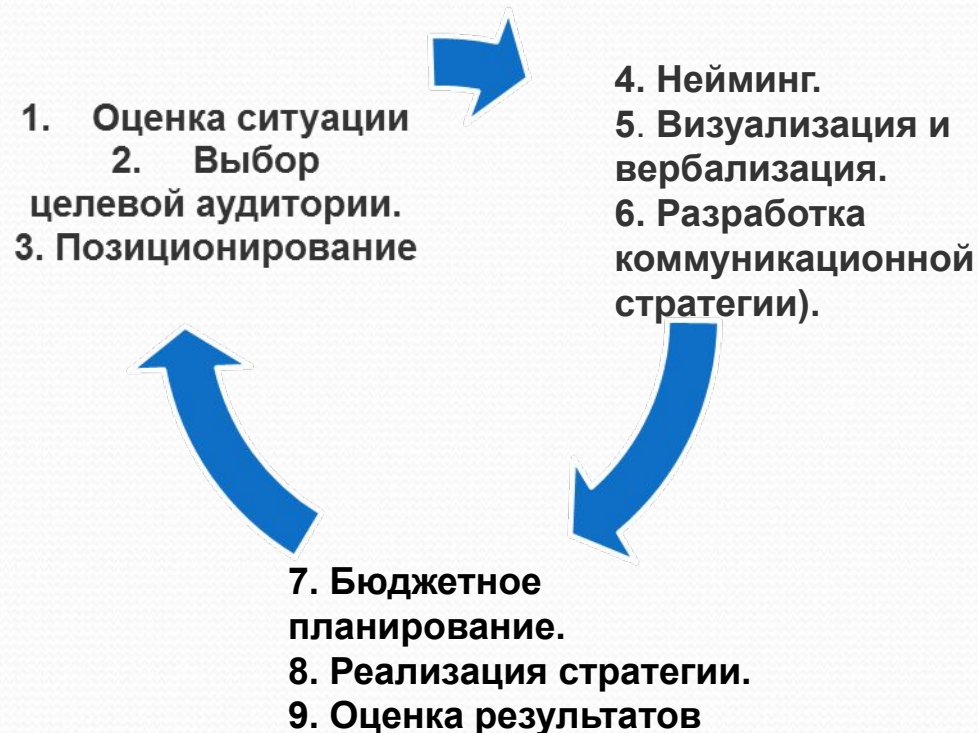 1. Оценка ситуации
2. Выбор
целевой аудитории.
3. Позиционирование
4. Нейминг.
5. Визуализация и
вербализация.
6. Разработка
коммуникационной
стратегии).
7. Бюджетное
планирование.
8. Реализация стратегии.
9. Оценка результатов